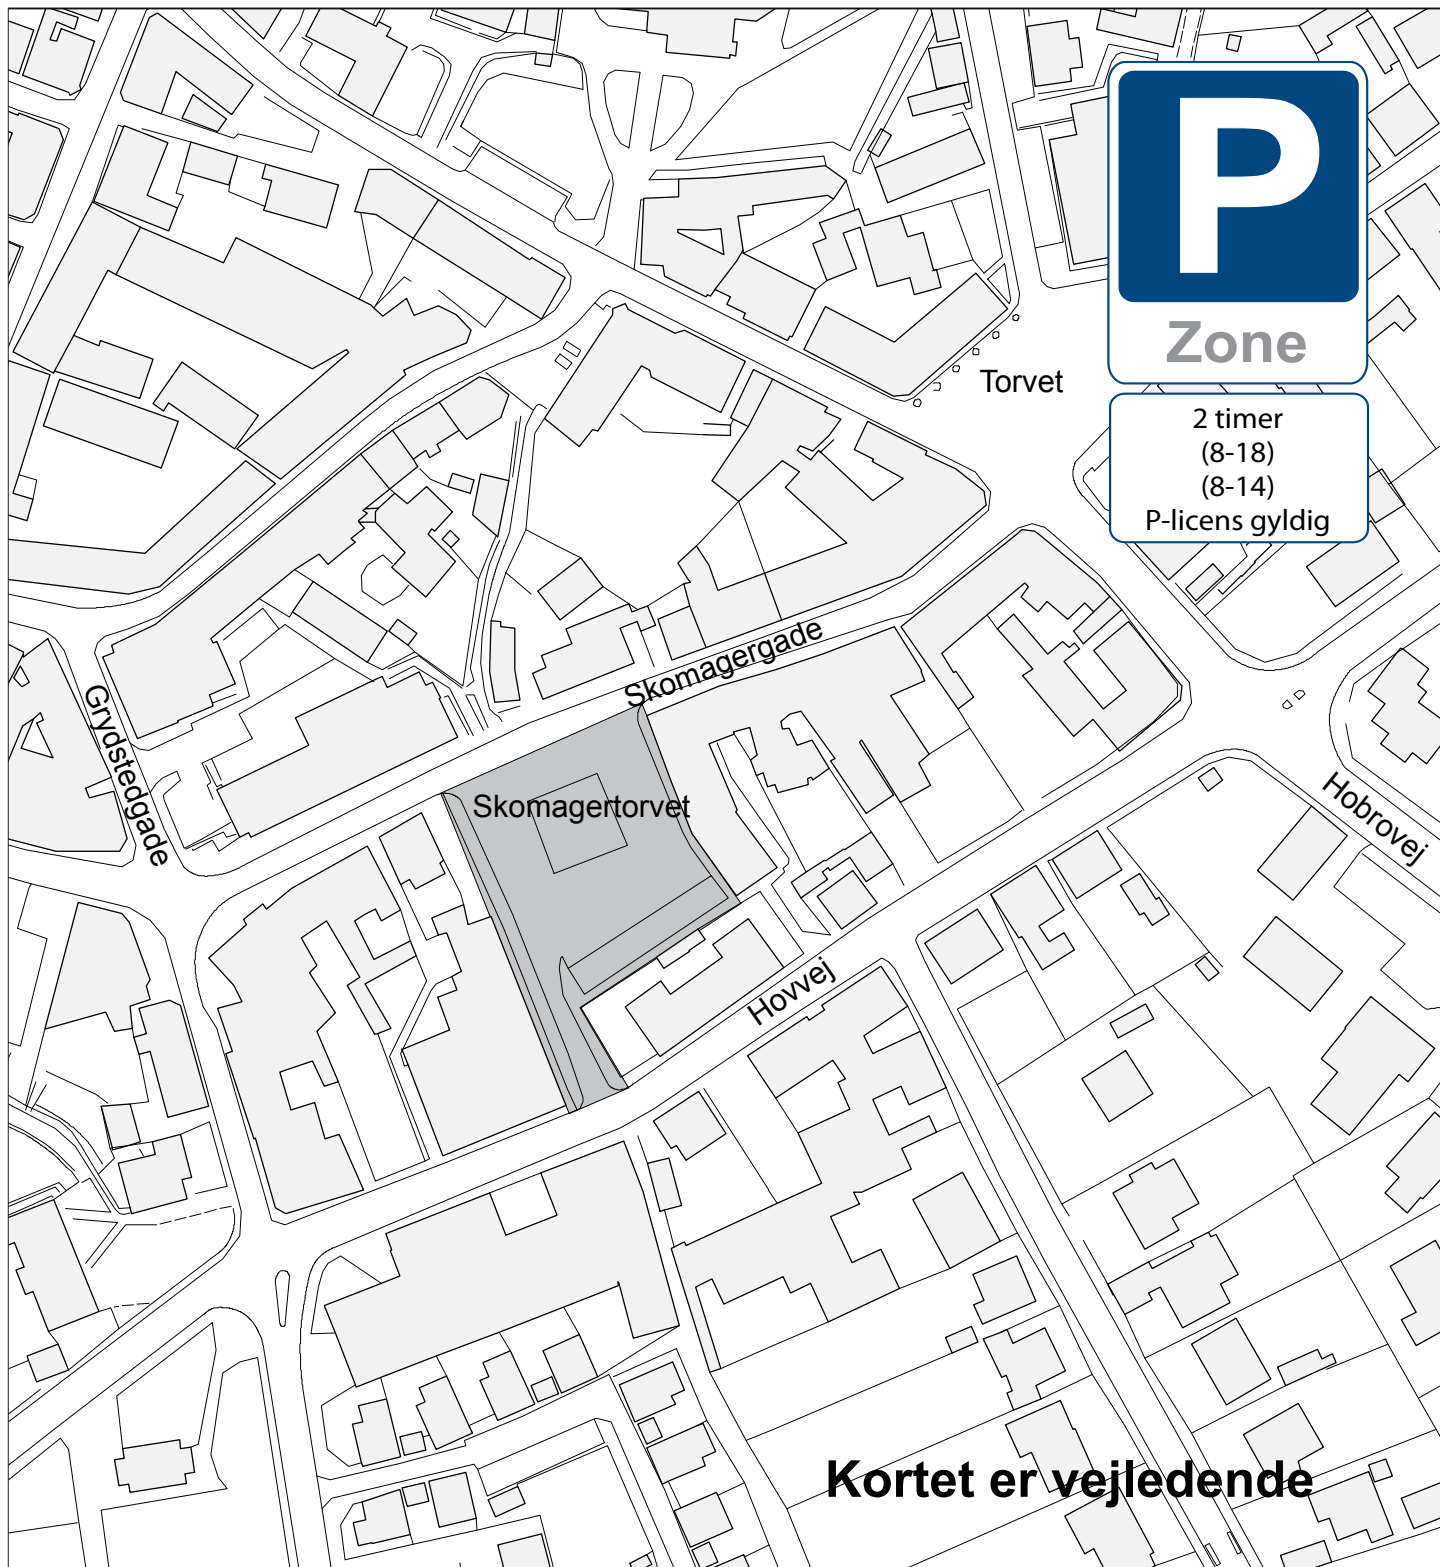 P
Zone
Torvet
2 timer
(8-18)
(8-14)
P-licens gyldig
Skomagergade
Grydstedgade
Skomagertorvet
Hobrovej
Hovvej
Kortet er vejledende